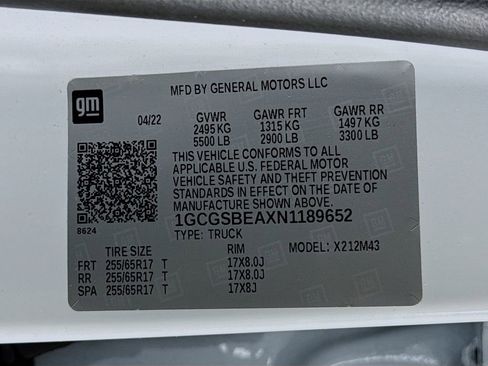 gm
MFD BY GENERAL MOTORS LLC
04/22 GVWR GAWR FRT GAWR RR
2495 KG 1315 KG 1497 KG
5500 LB 2900 LB 3300 LB
THIS VEHICLE CONFORMS TO ALL
APPLICABLE U.S. FEDERAL MOTOR
VEHICLE SAFETY AND THEFT
PREVENTION STANDARDS IN EFFECT
ON THE DATE OF MANUFACTURE
SHOWN ABOVE.
1GCGSBEAXN1189652
8624
TYPE: TRUCK MODEL: X212M43
TIRE SIZE RIM
FRT 255/65R17 T 17X8.0J
RR 255/65R17 T 17X8.0J
SPA 255/65R17 T 17X8J